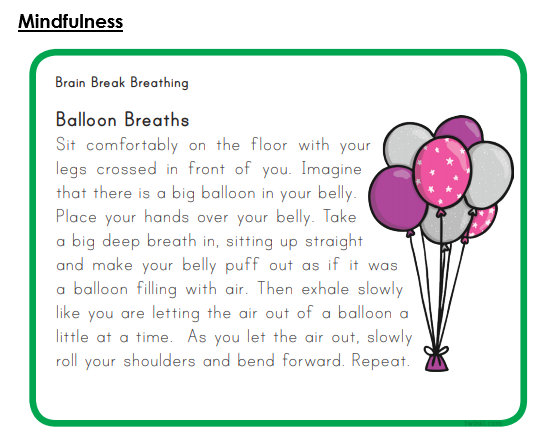 Mindfulness
Brain Break Breathing
Balloon Breaths
Sit comfortably on the floor with your
legs crossed in front of you. Imagine
that there is a big balloon in your belly.
Place your hands over your belly. Take
a big deep breath in, sitting up straight
and make your belly puff out as if it was
a balloon filling with air. Then exhale slowly
like you are letting the air out of a balloon a
little at a time. As you let the air out, slowly
roll your shoulders and bend forward. Repeat.